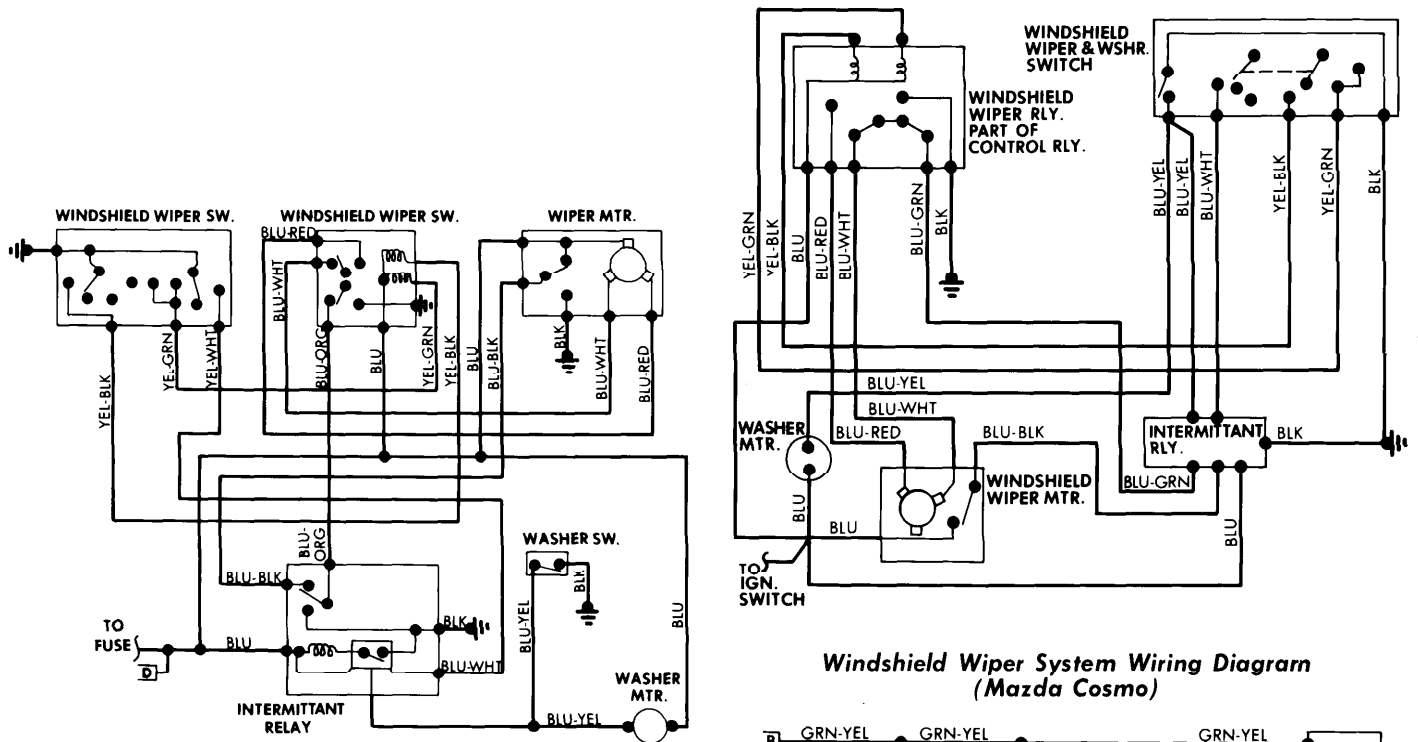 WINDSHIELD WIPER SW.
WINDSHIELD WIPER SW.
WIPER MTR.
BLU-RED
BLU-WHT
YEL-BLK
YEL-GRN
YEL-WHT
BLU-ORG
BLU
YEL-GRN
YEL-BLK
BLU
BLU-BLK
BLK
BLU-WHT
BLU-RED
BLU-
ORG
WASHER SW.
BLU-BLK
BLK
BLU-YEL
BLU
TO
FUSE
BLU
BLK
BLU-WHT
D
INTERMITTANT
RELAY
BLU-YEL
WASHER
MTR.
WINDSHIELD
WIPER & WSHR.
SWITCH
WINDSHIELD
WIPER RLY.
PART OF
CONTROL RLY.
YEL-GRN
YEL-BLK
BLU
BLU-RED
BLU-WHT
BLU-GRN
BLK
BLU-YEL
BLU-YEL
BLU-WHT
YEL-BLK
YEL-GRN
BLK
BLU-YEL
BLU-WHT
WASHER
MTR.
BLU-RED
BLU-BLK
INTERMITTANT
RLY.
BLK
WINDSHIELD
WIPER MTR.
BLU-GRN
BLU
BLU
BLU
TO
IGN.
SWITCH
Windshield Wiper System Wiring Diagram
(Mazda Cosmo)
B
GRN-YEL
GRN-YEL
GRN-YEL